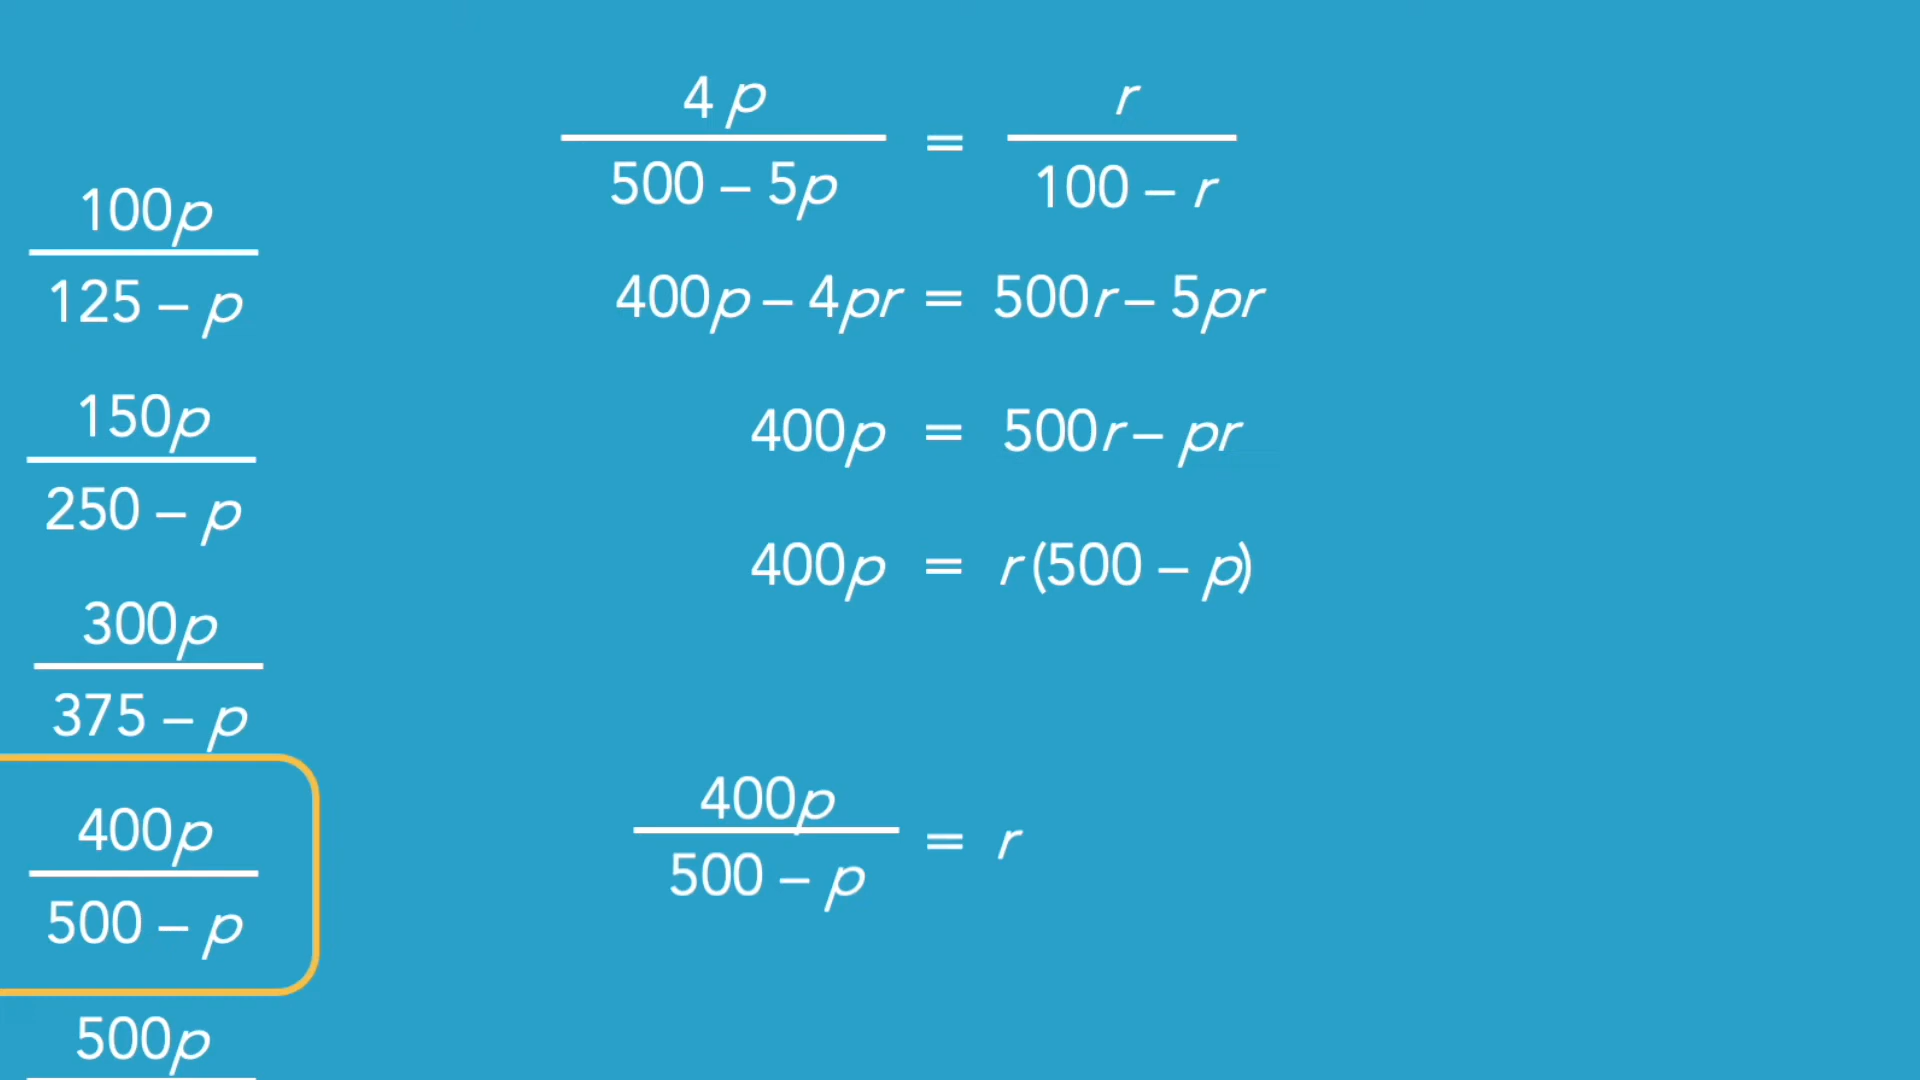 100p
125 – p
150p
250 – p
300p
375 – p
400p
500 – p
500p
4p
500 – 5p
=
r
100 – r
400p – 4pr = 500r – 5pr
400p = 500r – pr
400p = r(500 – p)
400p
500 – p
= r